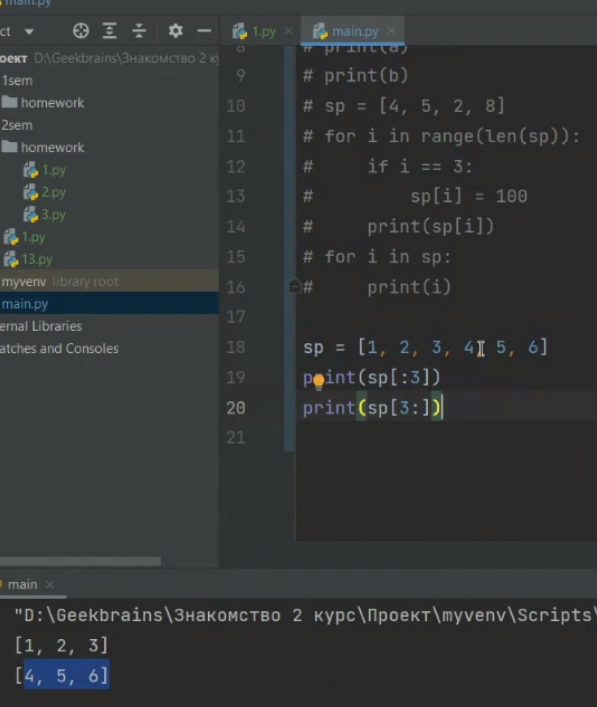 main.py
ct
оект D:\Geekbrains\Знакомство 2 ку
1sem
homework
2sem
homework
1.py
2.py
3.py
1.py
13.py
myvenv library root
main.py
ernal Libraries
atches and Consoles
1.py
main.py
8 # print(a)
9 # print(b)
10 # sp = [4, 5, 2, 8]
11 # for i in range(len(sp)):
12 #     if i == 3:
13 #         sp[i] = 100
14 #     print(sp[i])
15 # for i in sp:
16 #     print(i)
17
18 sp = [1, 2, 3, 4, 5, 6]
19 print(sp[:3])
20 print(sp[3:])
21
main
"D:\Geekbrains\Знакомство 2 курс\Проект\myvenv\Scripts\
[1, 2, 3]
[4, 5, 6]